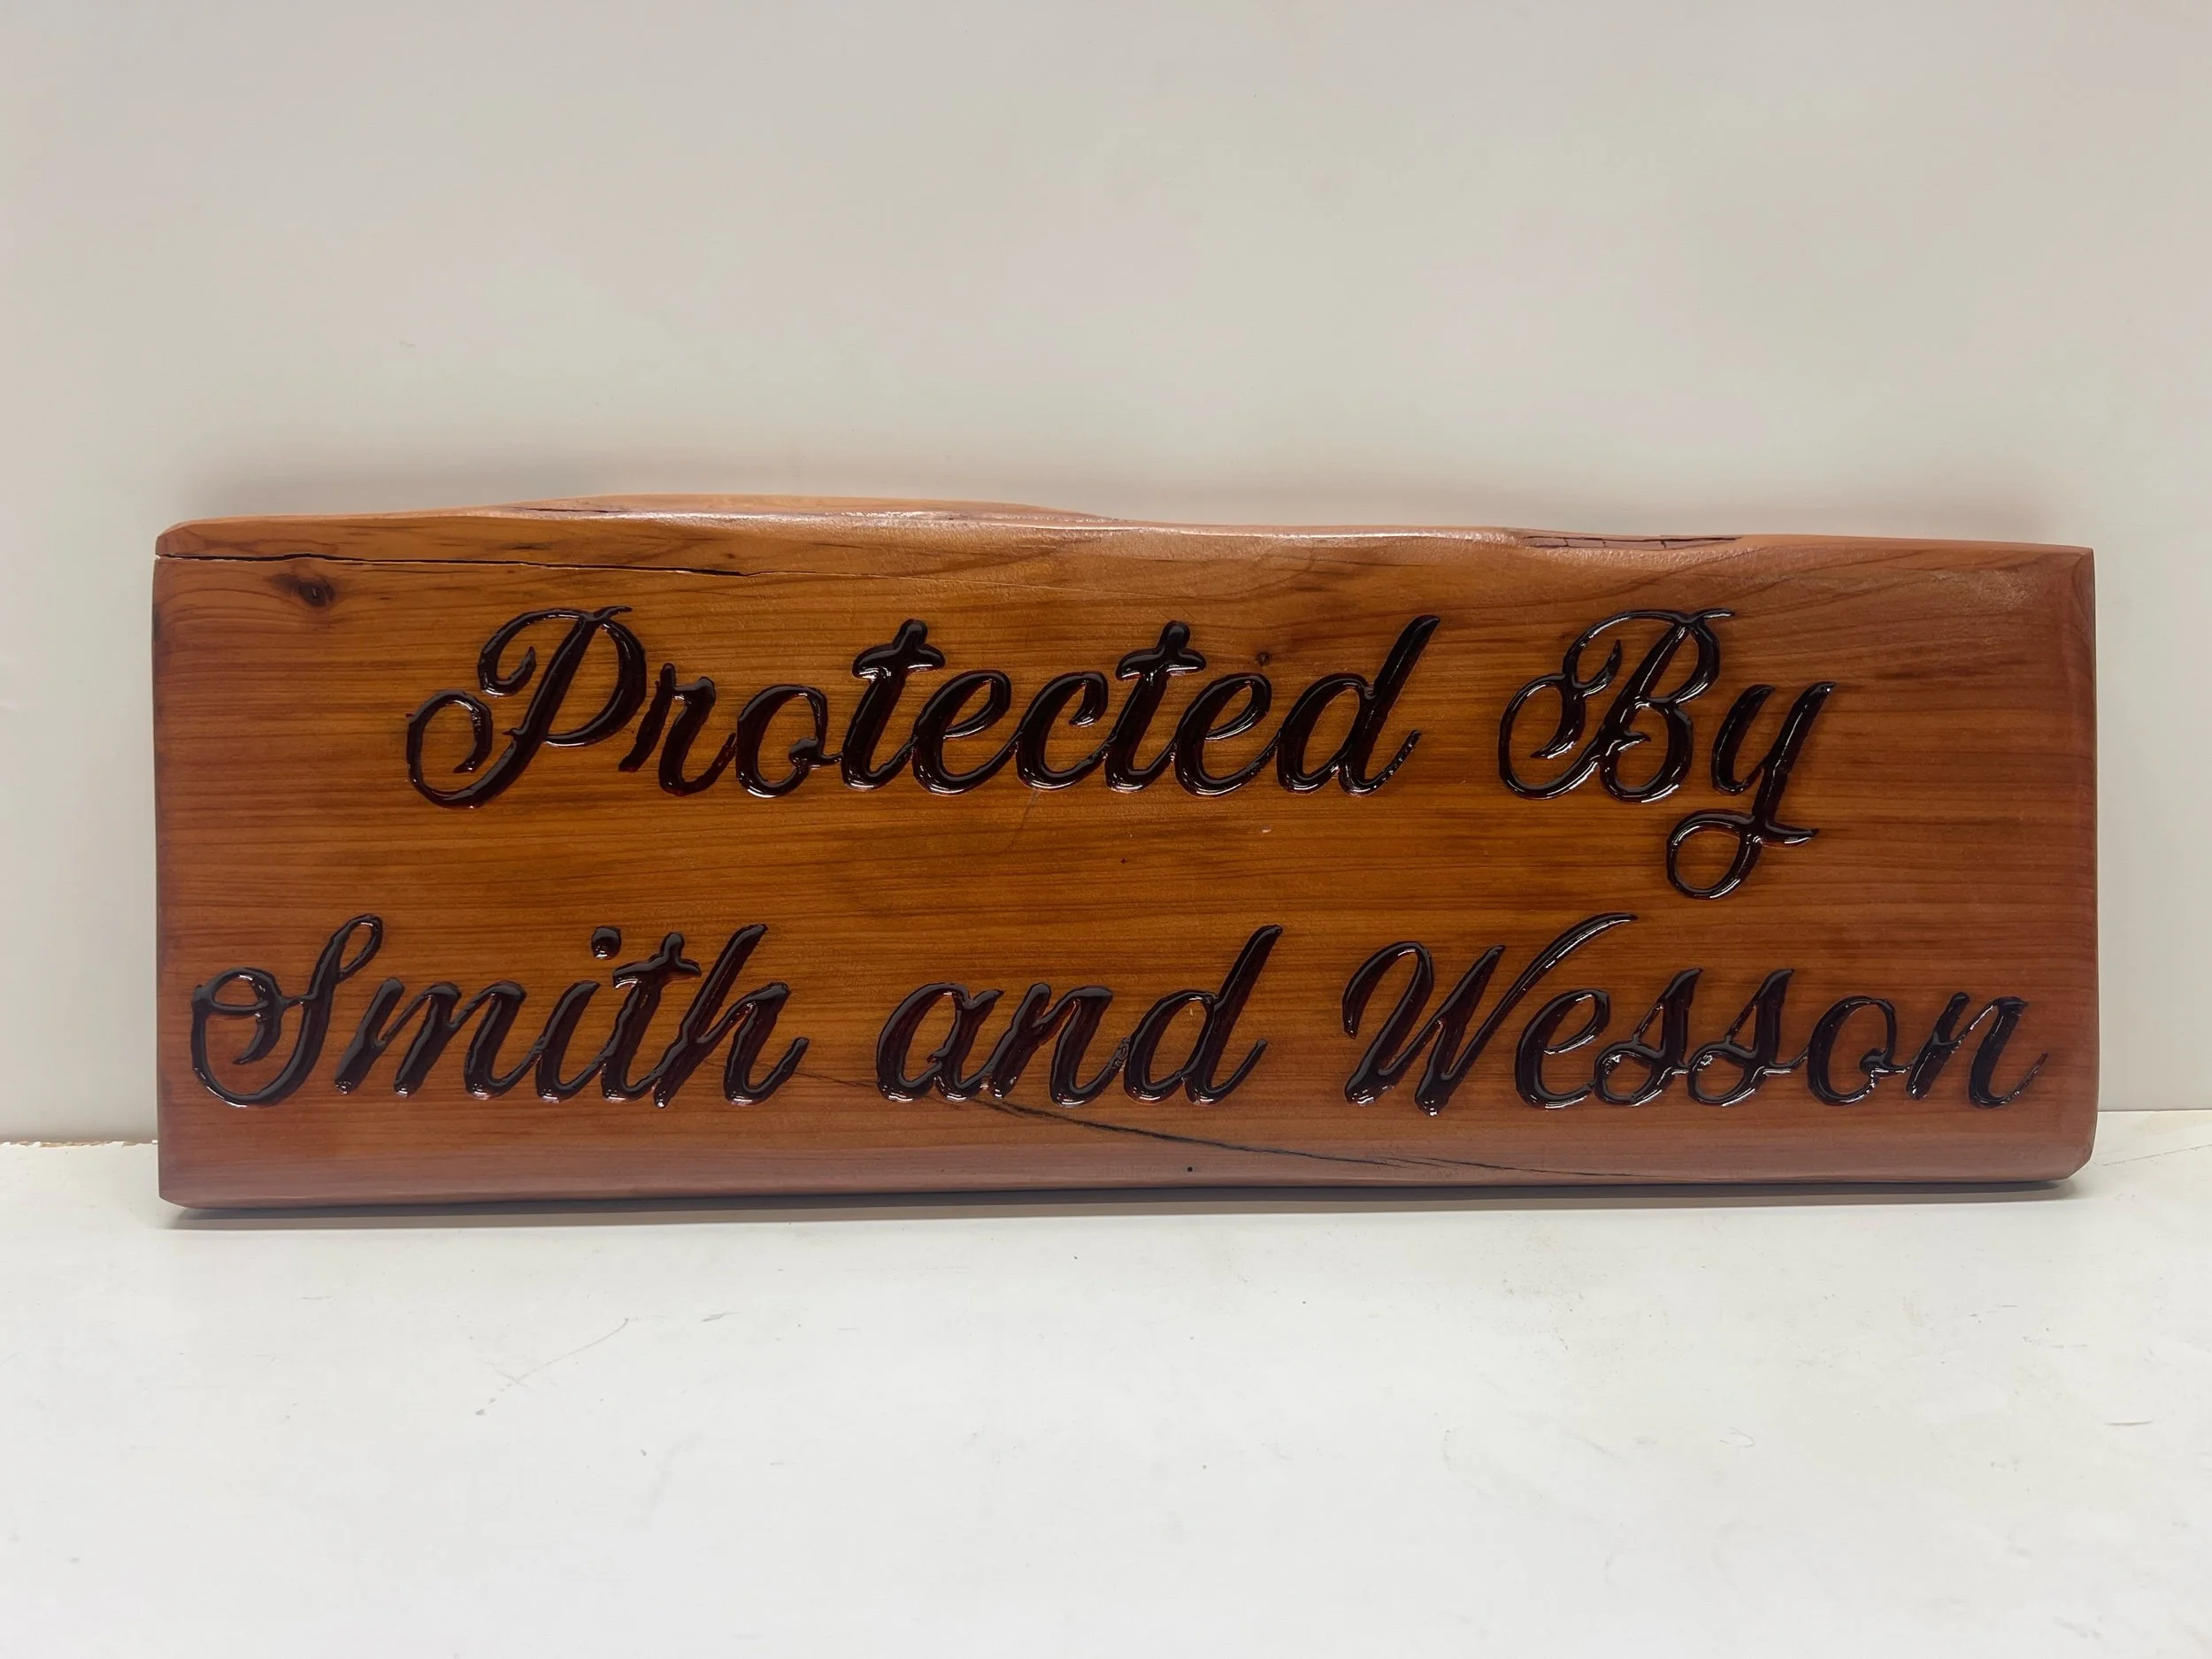 Protected By
Smith and Wesson